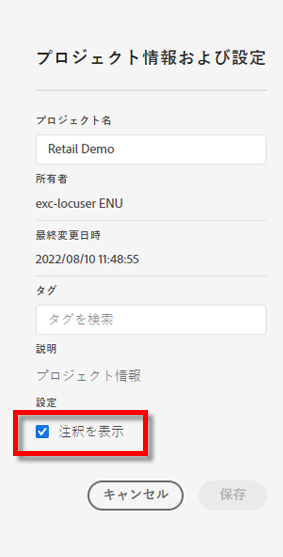 プロジェクト情報および設定
プロジェクト名
Retail Demo
所有者
exc-locuser ENU
最終変更日時
2022/08/10 11:48:55
タグ
タグを検索
説明
プロジェクト情報
設定
注釈を表示
キャンセル
保存